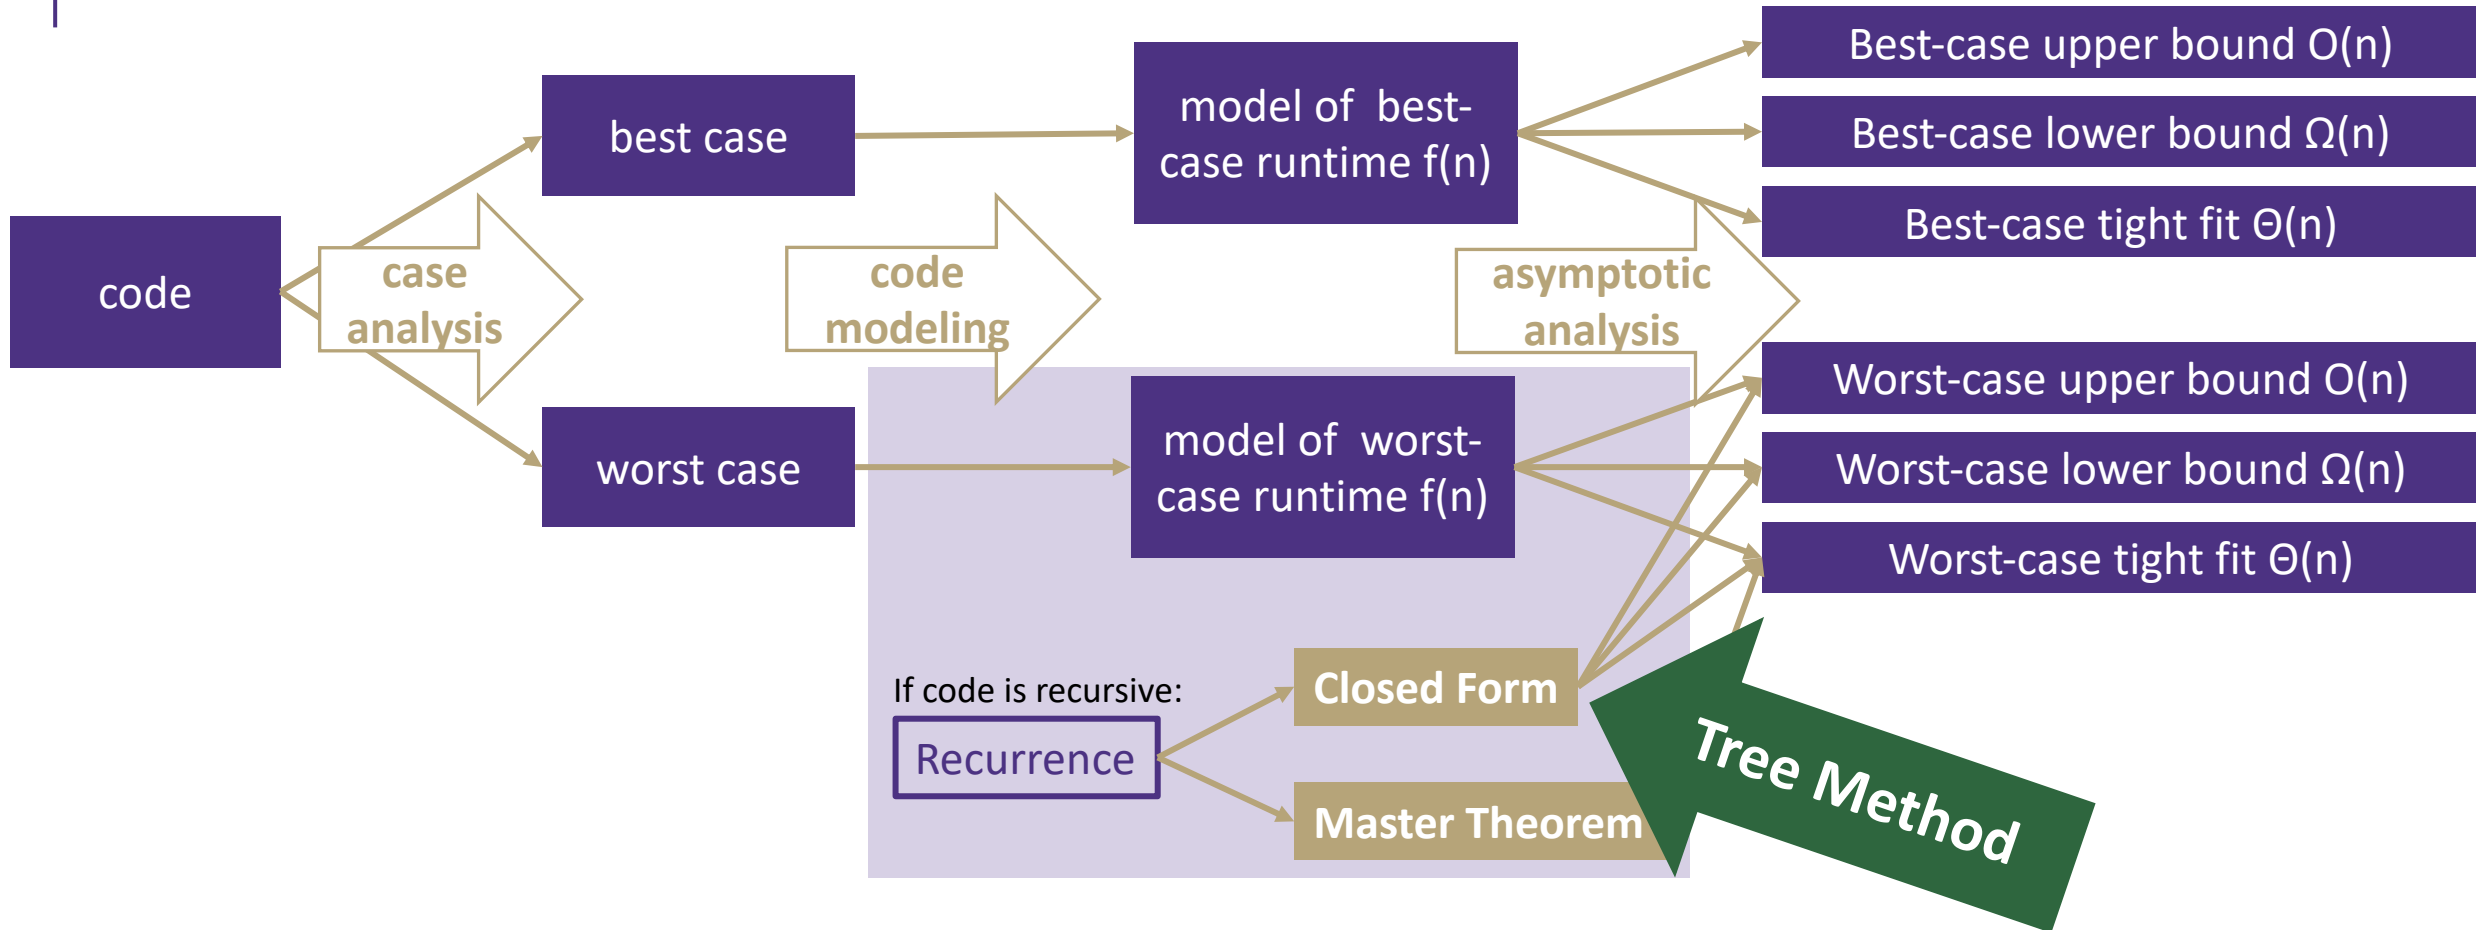 code
case
analysis
best case
worst case
code
modeling
model of best-
case runtime f(n)
model of worst-
case runtime f(n)
asymptotic
analysis
Best-case upper bound O(n)
Best-case lower bound Ω(n)
Best-case tight fit Θ(n)
Worst-case upper bound O(n)
Worst-case lower bound Ω(n)
Worst-case tight fit Θ(n)
If code is recursive:
Recurrence
Closed Form
Master Theorem
Tree Method